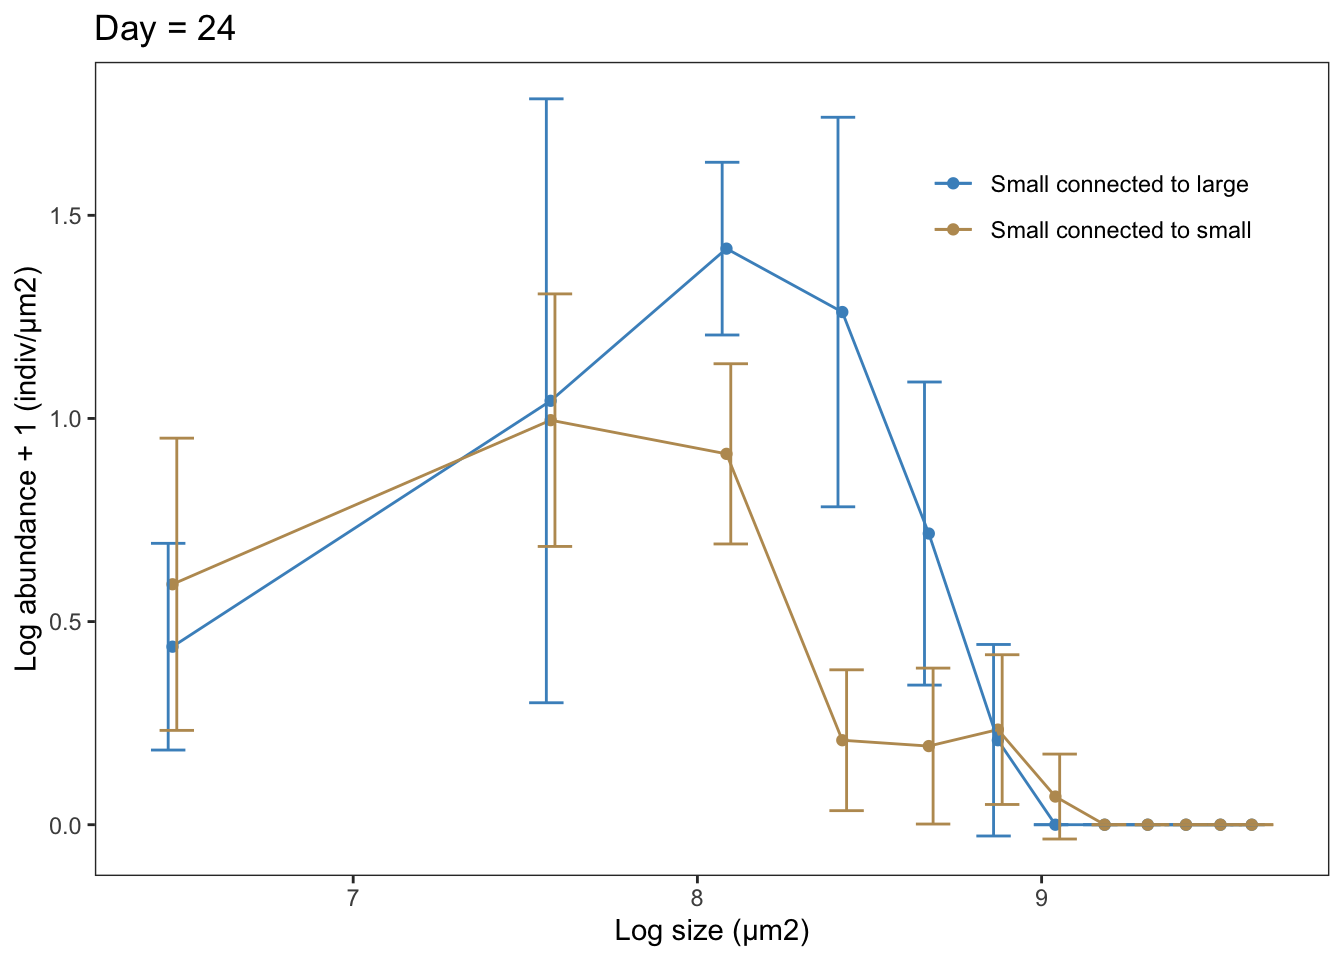 Day = 24
Log abundance + 1 (indiv/µm2)
1.5
1.0
0.5
0.0
Small connected to large
Small connected to small
7 8 9
Log size (µm2)